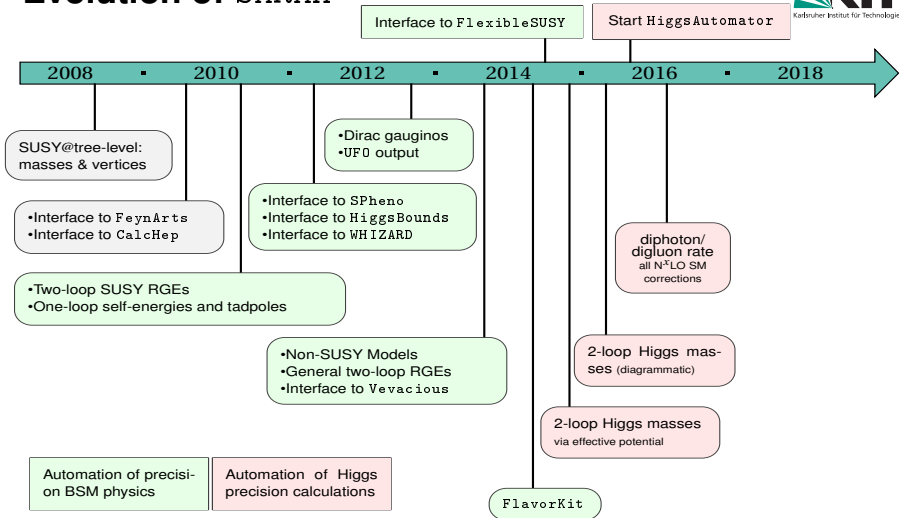 Evolution of SARAH
Karlsruher Institut für Technologie
Interface to FlexibleSUSY
Start HiggsAutomator
2008 2010 2012 2014 2016 2018
SUSY@tree-level:
masses & vertices
•Dirac gauginos
•UFO output
•Interface to FeynArts
•Interface to CalcHep
•Interface to SPheno
•Interface to HiggsBounds
•Interface to WHIZARD
diphoton/
digluon rate
all NˣLO SM
corrections
•Two-loop SUSY RGEs
•One-loop self-energies and tadpoles
•Non-SUSY Models
•General two-loop RGEs
•Interface to Vevacious
2-loop Higgs mas-
ses (diagrammatic)
2-loop Higgs masses
via effective potential
Automation of precisi-
on BSM physics
Automation of Higgs
precision calculations
FlavorKit